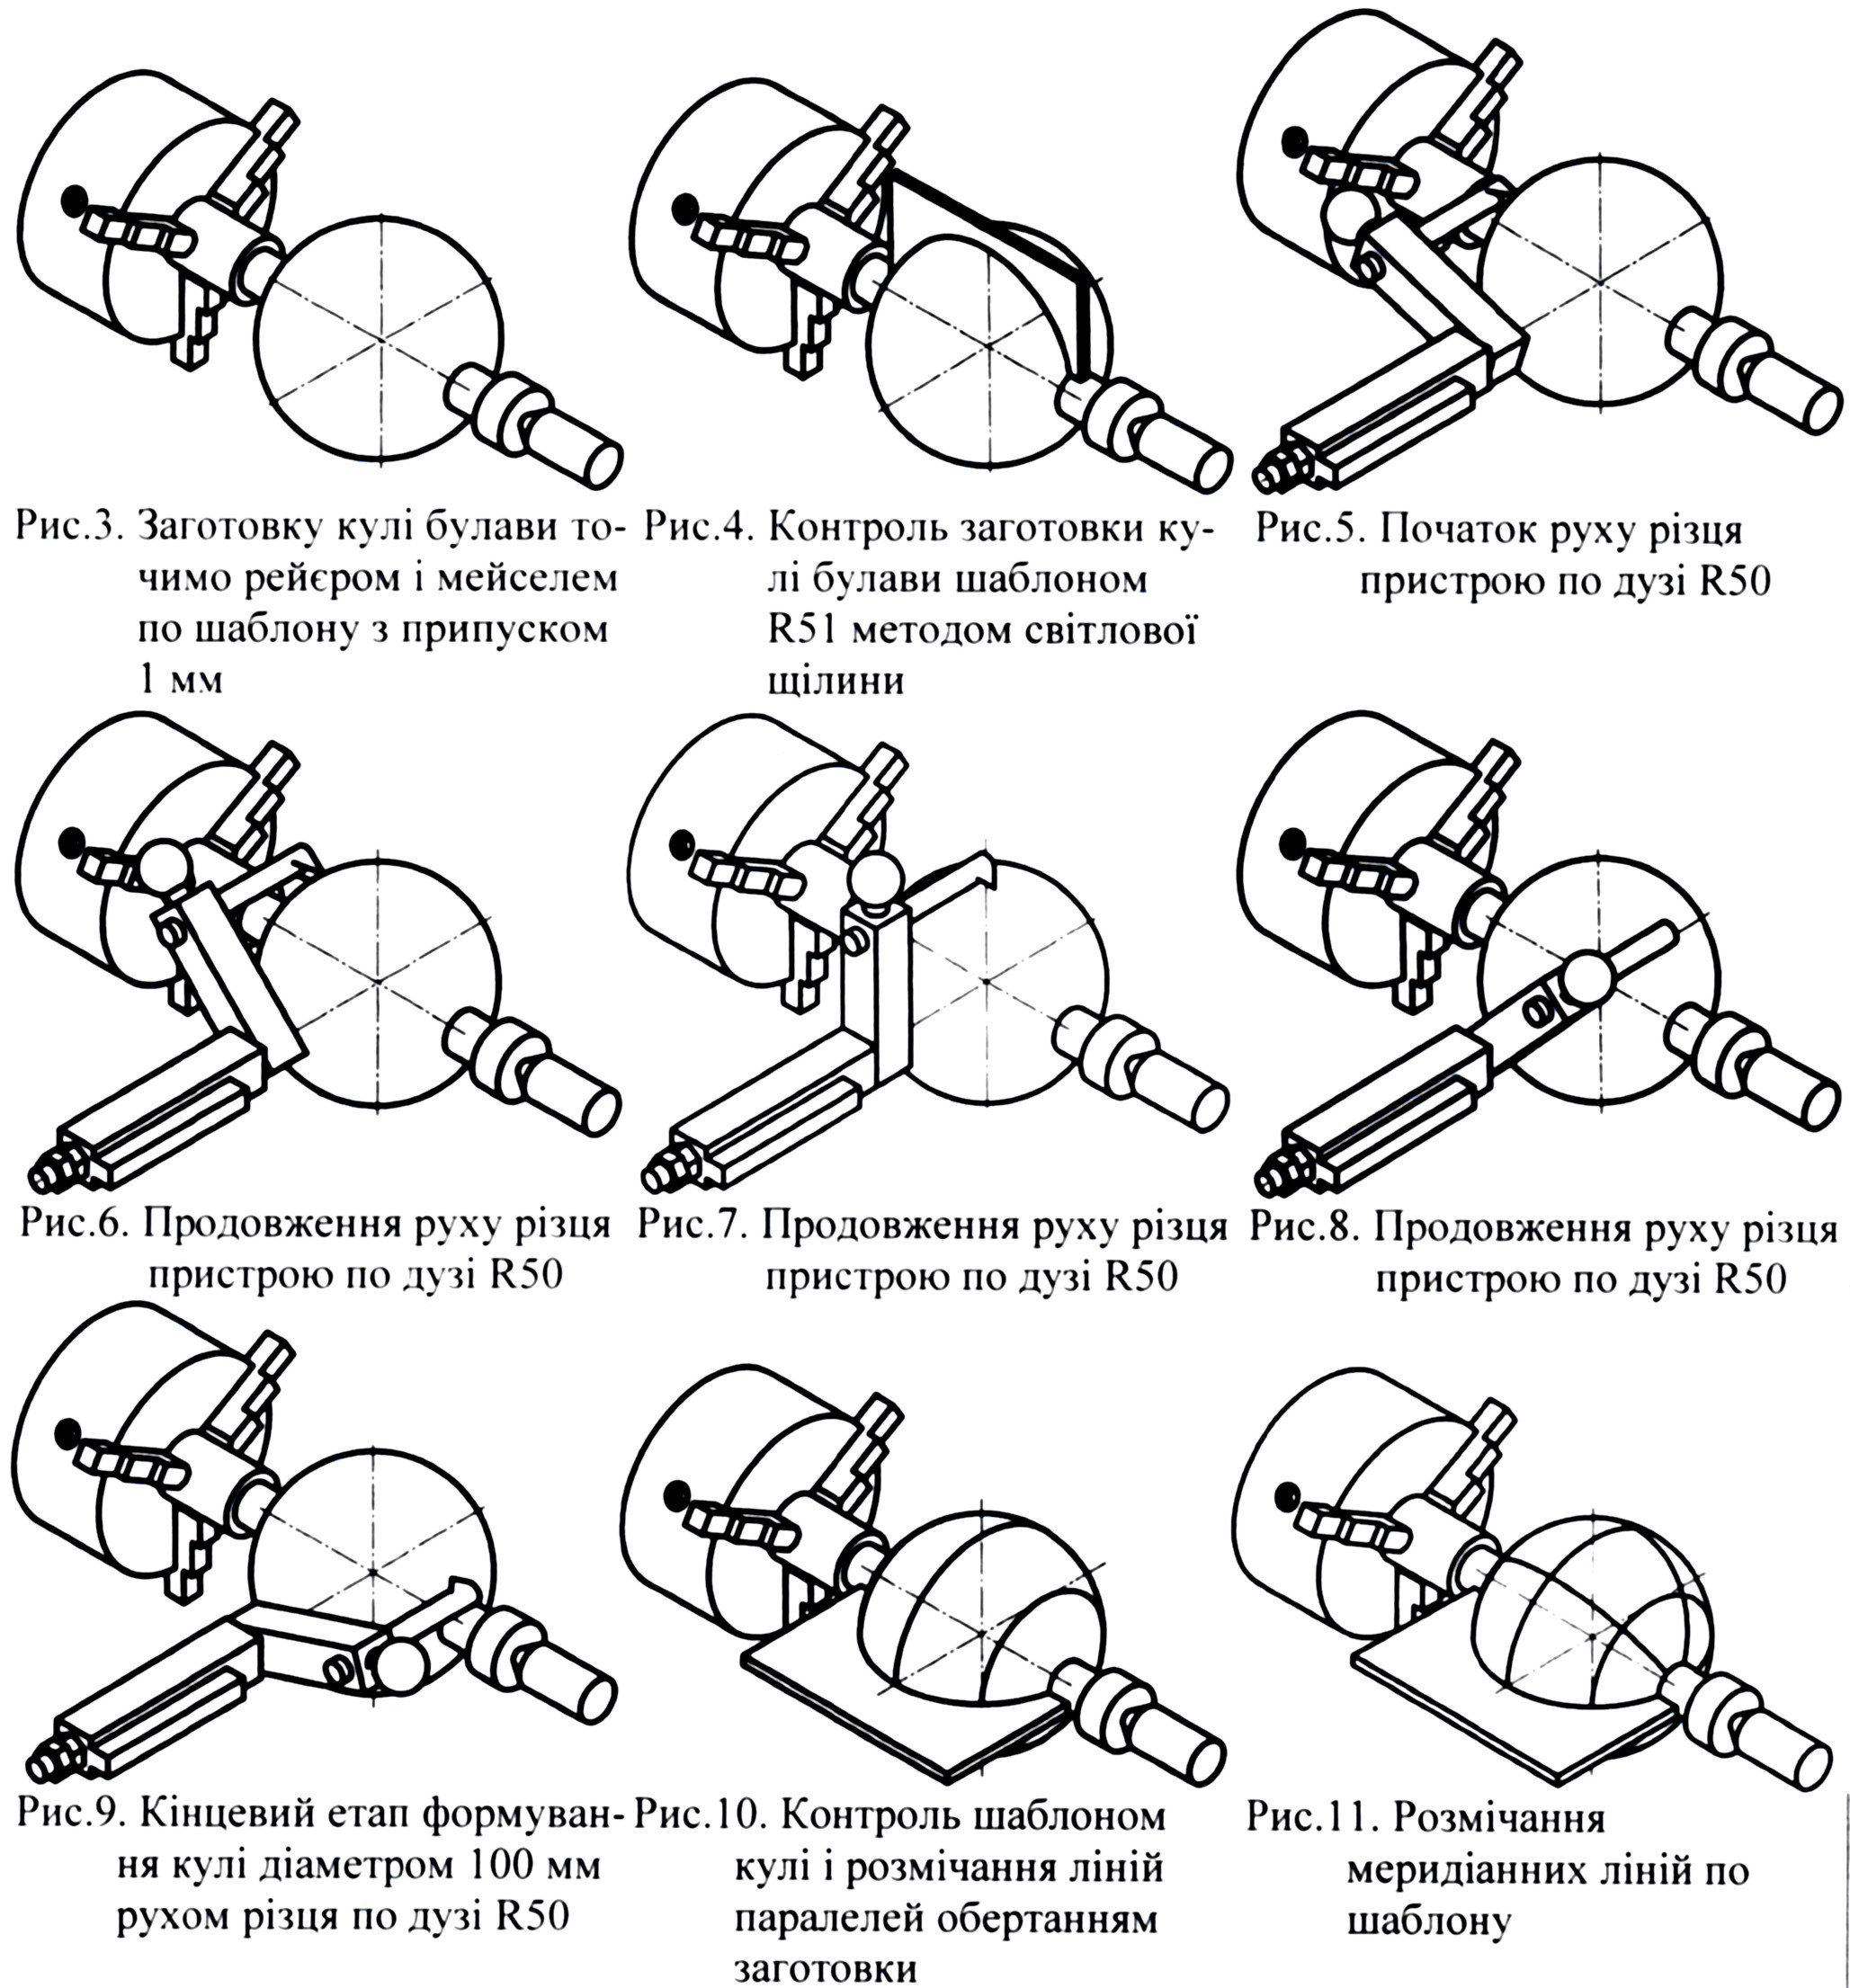 Рис.3. Заготовку кулі булави то-
чимо рейєром і мейселем
по шаблону з припуском
1 мм
Рис.4. Контроль заготовки ку-
лі булави шаблоном
R51 методом світлової
щілини
Рис.5. Початок руху різця
пристрою по дузі R50
Рис.6. Продовження руху різця
пристрою по дузі R50
Рис.7. Продовження руху різця
пристрою по дузі R50
Рис.8. Продовження руху різця
пристрою по дузі R50
Рис.9. Кінцевий етап формуван-
ня кулі діаметром 100 мм
рухом різця по дузі R50
Рис.10. Контроль шаблоном
кулі і розмічання ліній
паралелей обертанням
заготовки
Рис.11. Розмічання
меридіанних ліній по
шаблону